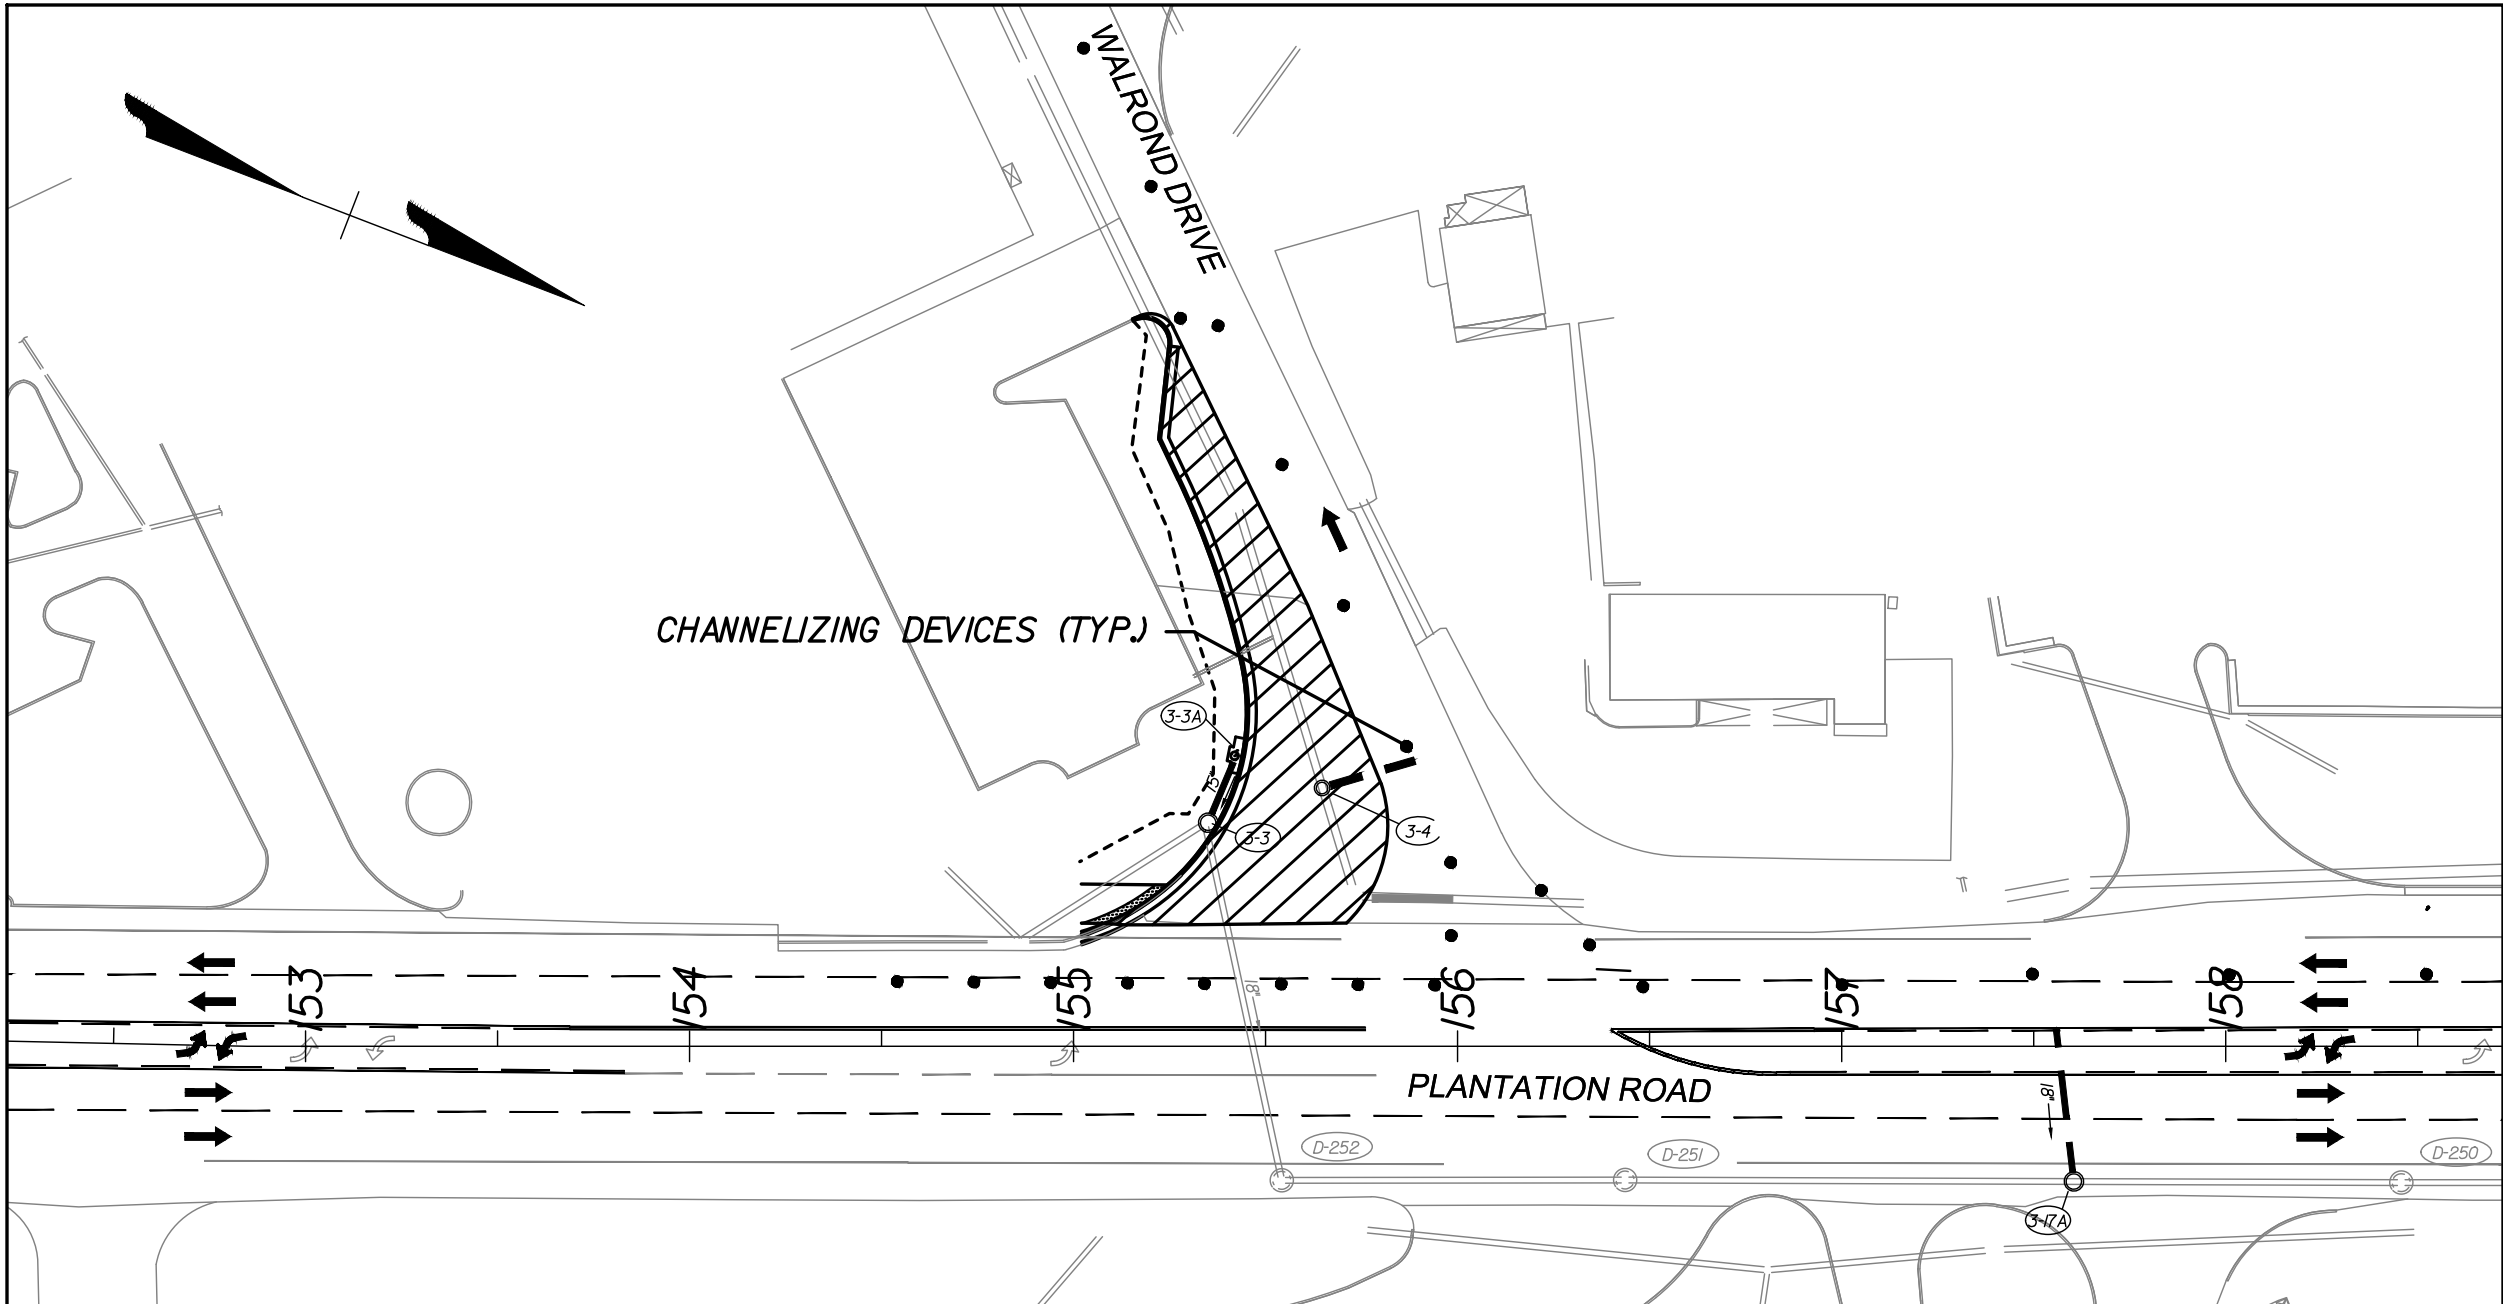 WALROND DRIVE
CHANNELIZING DEVICES (TYP.)
3-3A
15"
3-3
3-4
153
154
155
18"
156
157
158
PLANTATION ROAD
18"
D-252
D-251
D-250
3-17A